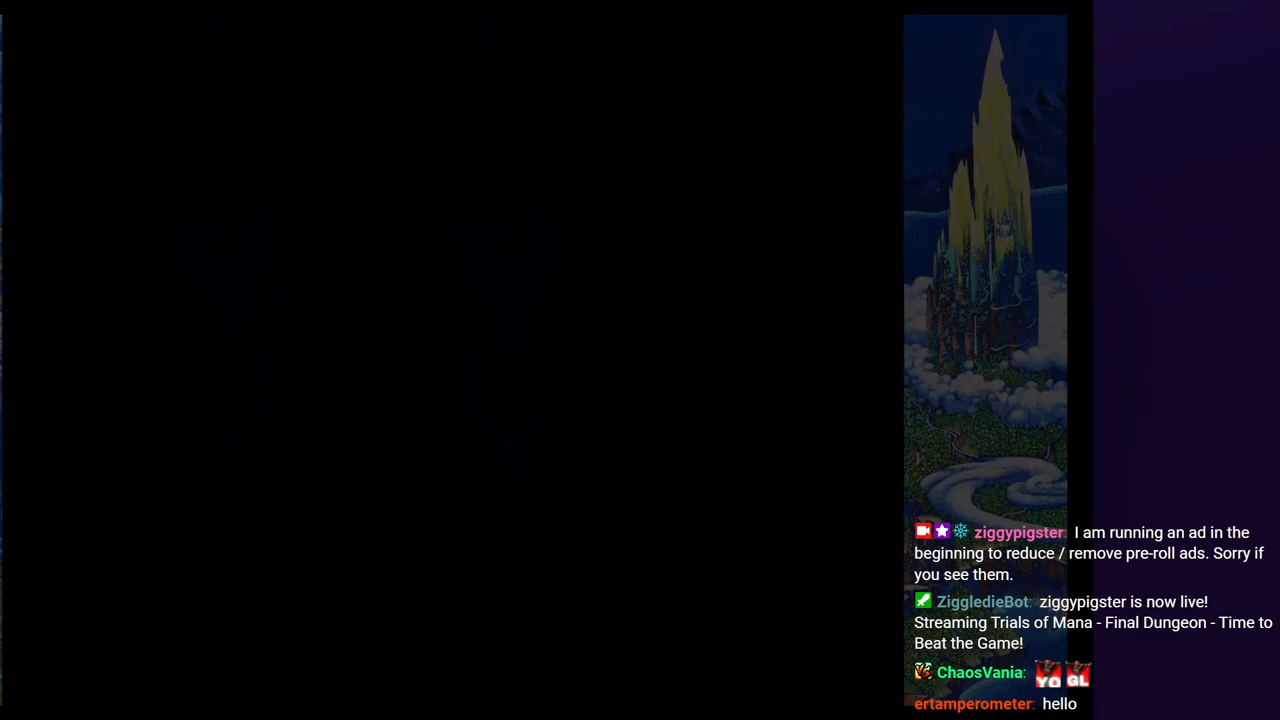 ziggypigster: I am running an ad in the
beginning to reduce / remove pre-roll ads. Sorry if
you see them.
ZiggledieBot: ziggypigster is now live!
Streaming Trials of Mana - Final Dungeon - Time to
Beat the Game!
ChaosVania: YO GL
ertamperometer: hello